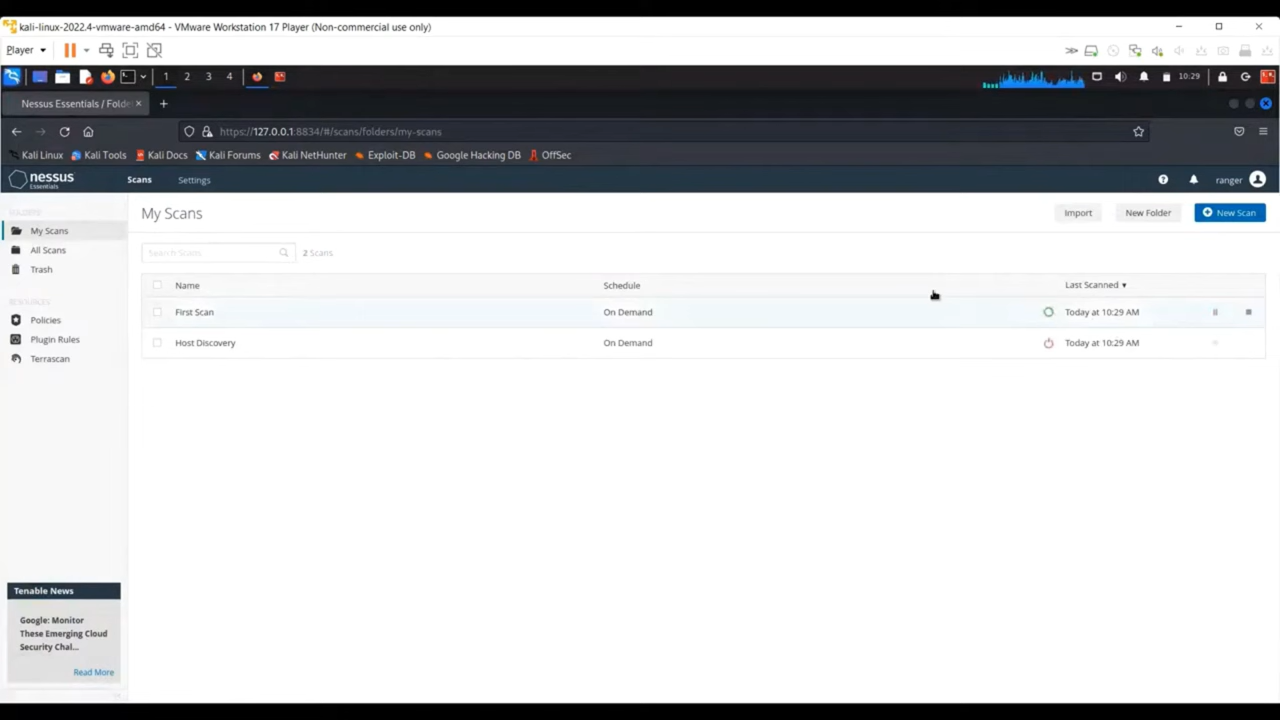 kali-linux-2022.4-vmware-amd64 - VMware Workstation 17 Player (Non-commercial use only)
Player
1 2 3 4
10:29
Nessus Essentials / Folde
https://127.0.0.1:8834/#/scans/folders/my-scans
Kali Linux Kali Tools Kali Docs Kali Forums Kali NetHunter Exploit-DB Google Hacking DB OffSec
nessus Essentials Scans Settings ranger
FOLDERS
My Scans
All Scans
Trash
RESOURCES
Policies
Plugin Rules
Terrascan
My Scans Import New Folder New Scan
Search Scans 2 Scans
Name Schedule Last Scanned
First Scan On Demand Today at 10:29 AM
Host Discovery On Demand Today at 10:29 AM
Tenable News
Google: Monitor
These Emerging Cloud
Security Chal...
Read More